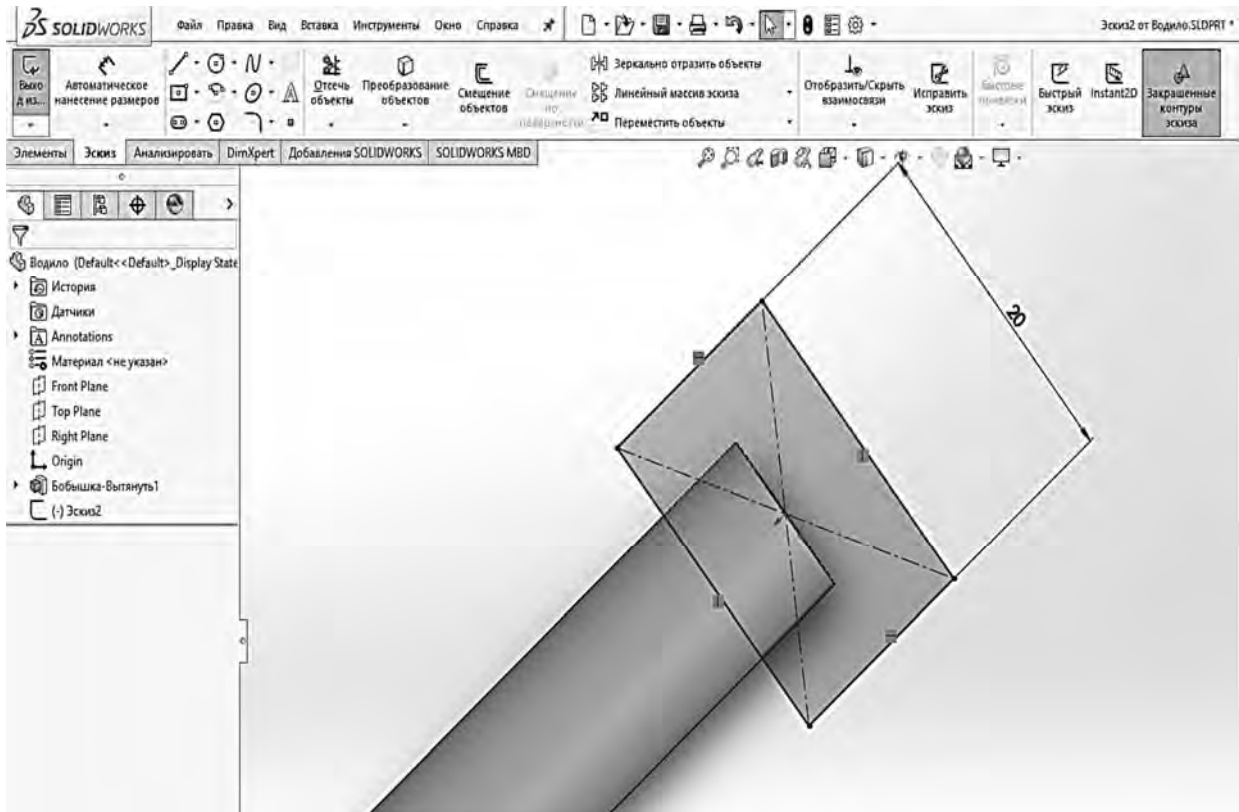 SOLIDWORKS Файл Правка Вид Вставка Инструменты Окно Справка Эскиз2 от Водило.SLDPRT *
Выхо
д из...
Автоматическое
нанесение размеров
Отсечь
объекты
Преобразование
объектов
Смещение
объектов
Зеркально отразить объекты
Линейный массив эскиза
Переместить объекты
Отобразить/Скрыть
взаимосвязи
Исправить
эскиз
Быстрый
эскиз
Instant2D
Закрашенные
контуры
эскиза
Элементы Эскиз Анализировать DimXpert Добавления SOLIDWORKS SOLIDWORKS MBD
Водило (Default<<Default>_Display State
История
Датчики
Annotations
Материал <не указан>
Front Plane
Top Plane
Right Plane
Origin
Бобышка-Вытянуть1
(-) Эскиз2
20